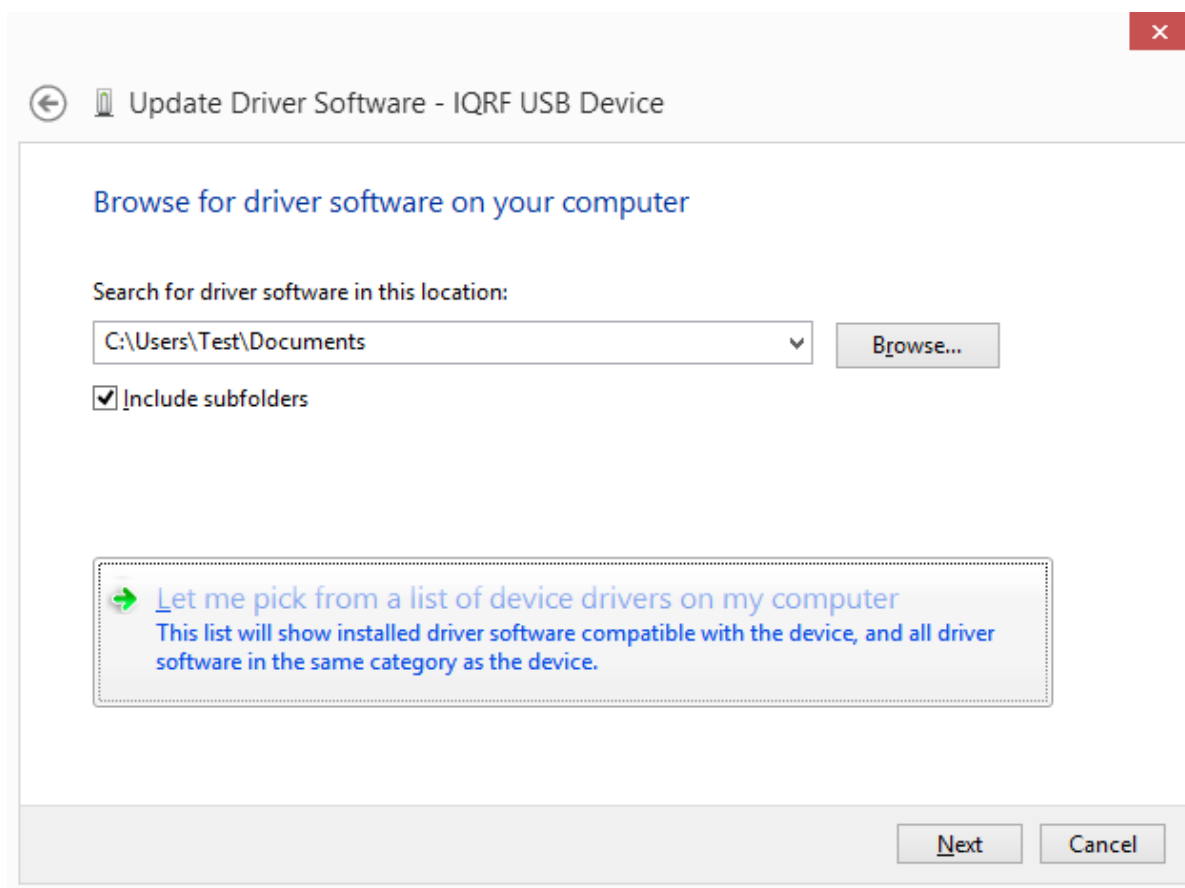 Update Driver Software - IQRF USB Device
Browse for driver software on your computer
Search for driver software in this location:
C:\Users\Test\Documents
Browse...
Include subfolders
Let me pick from a list of device drivers on my computer
This list will show installed driver software compatible with the device, and all driver
software in the same category as the device.
Next
Cancel